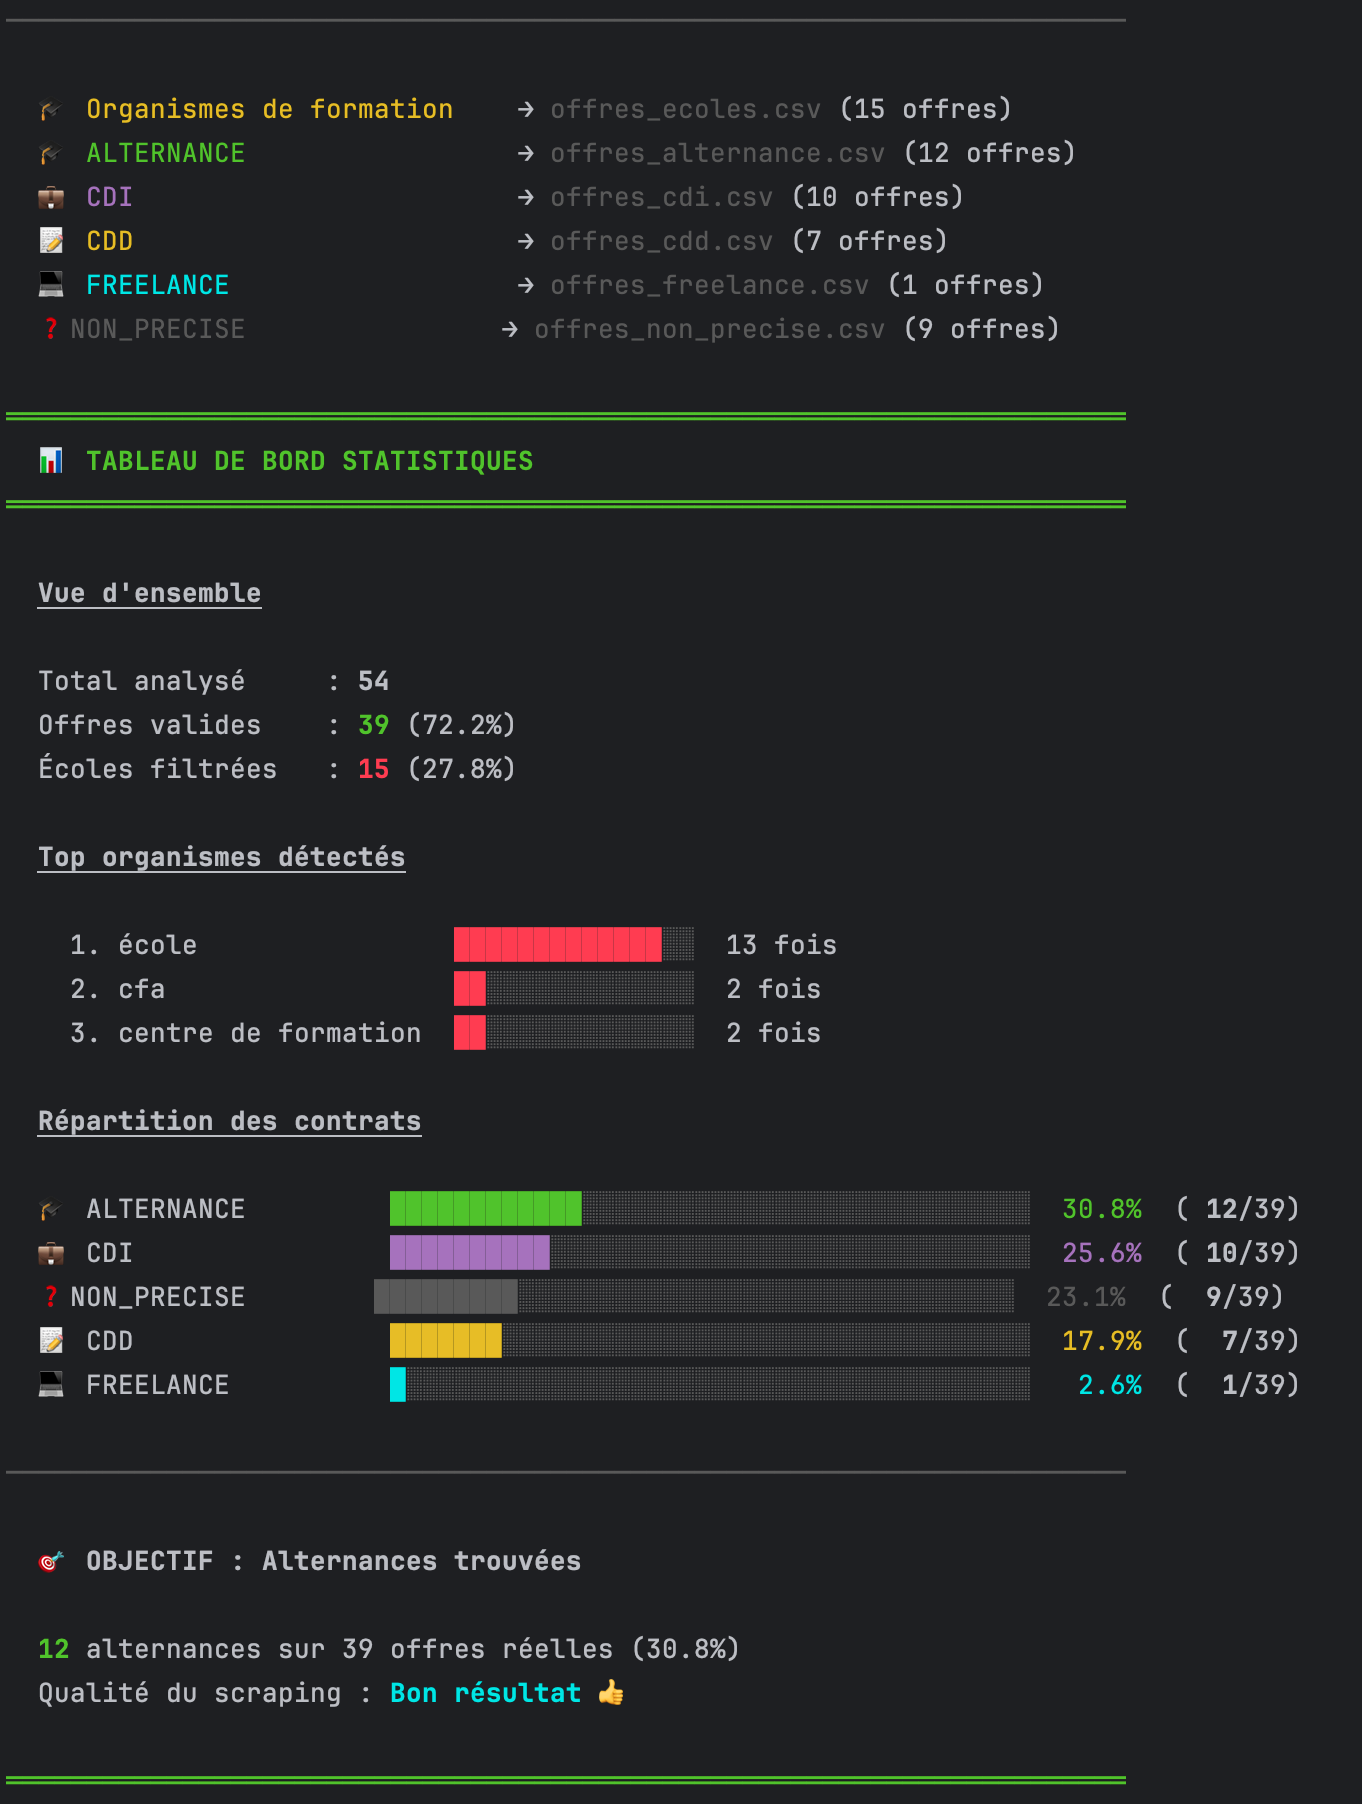 🎓 Organismes de formation → offres_ecoles.csv (15 offres)
🎓 ALTERNANCE → offres_alternance.csv (12 offres)
💼 CDI → offres_cdi.csv (10 offres)
📝 CDD → offres_cdd.csv (7 offres)
💻 FREELANCE → offres_freelance.csv (1 offres)
❓ NON_PRECISE → offres_non_precise.csv (9 offres)
📊 TABLEAU DE BORD STATISTIQUES
Vue d'ensemble
Total analysé : 54
Offres valides : 39 (72.2%)
Écoles filtrées : 15 (27.8%)
Top organismes détectés
1. école 13 fois
2. cfa 2 fois
3. centre de formation 2 fois
Répartition des contrats
🎓 ALTERNANCE 30.8% ( 12/39)
💼 CDI 25.6% ( 10/39)
❓ NON_PRECISE 23.1% ( 9/39)
📝 CDD 17.9% ( 7/39)
💻 FREELANCE 2.6% ( 1/39)
🎯 OBJECTIF : Alternances trouvées
12 alternances sur 39 offres réelles (30.8%)
Qualité du scraping : Bon résultat 👍